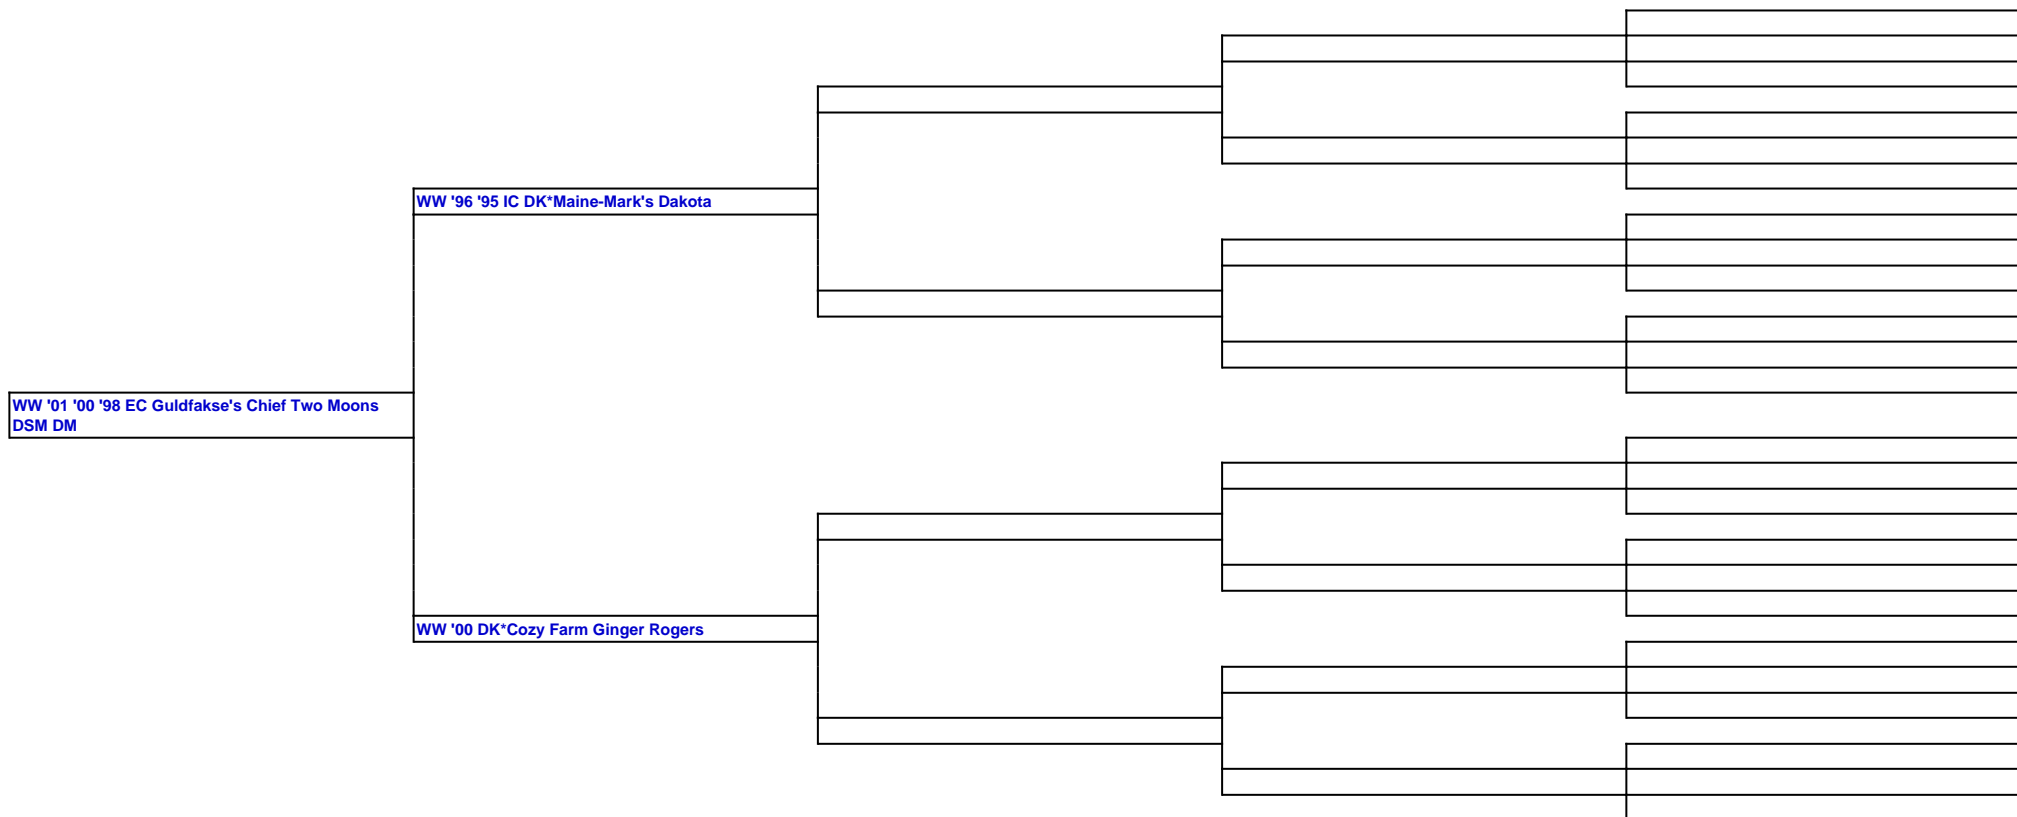 WW '96 '95 IC DK*Maine-Mark's Dakota
WW '01 '00 '98 EC Guldfakse's Chief Two Moons
DSM DM
WW '00 DK*Cozy Farm Ginger Rogers